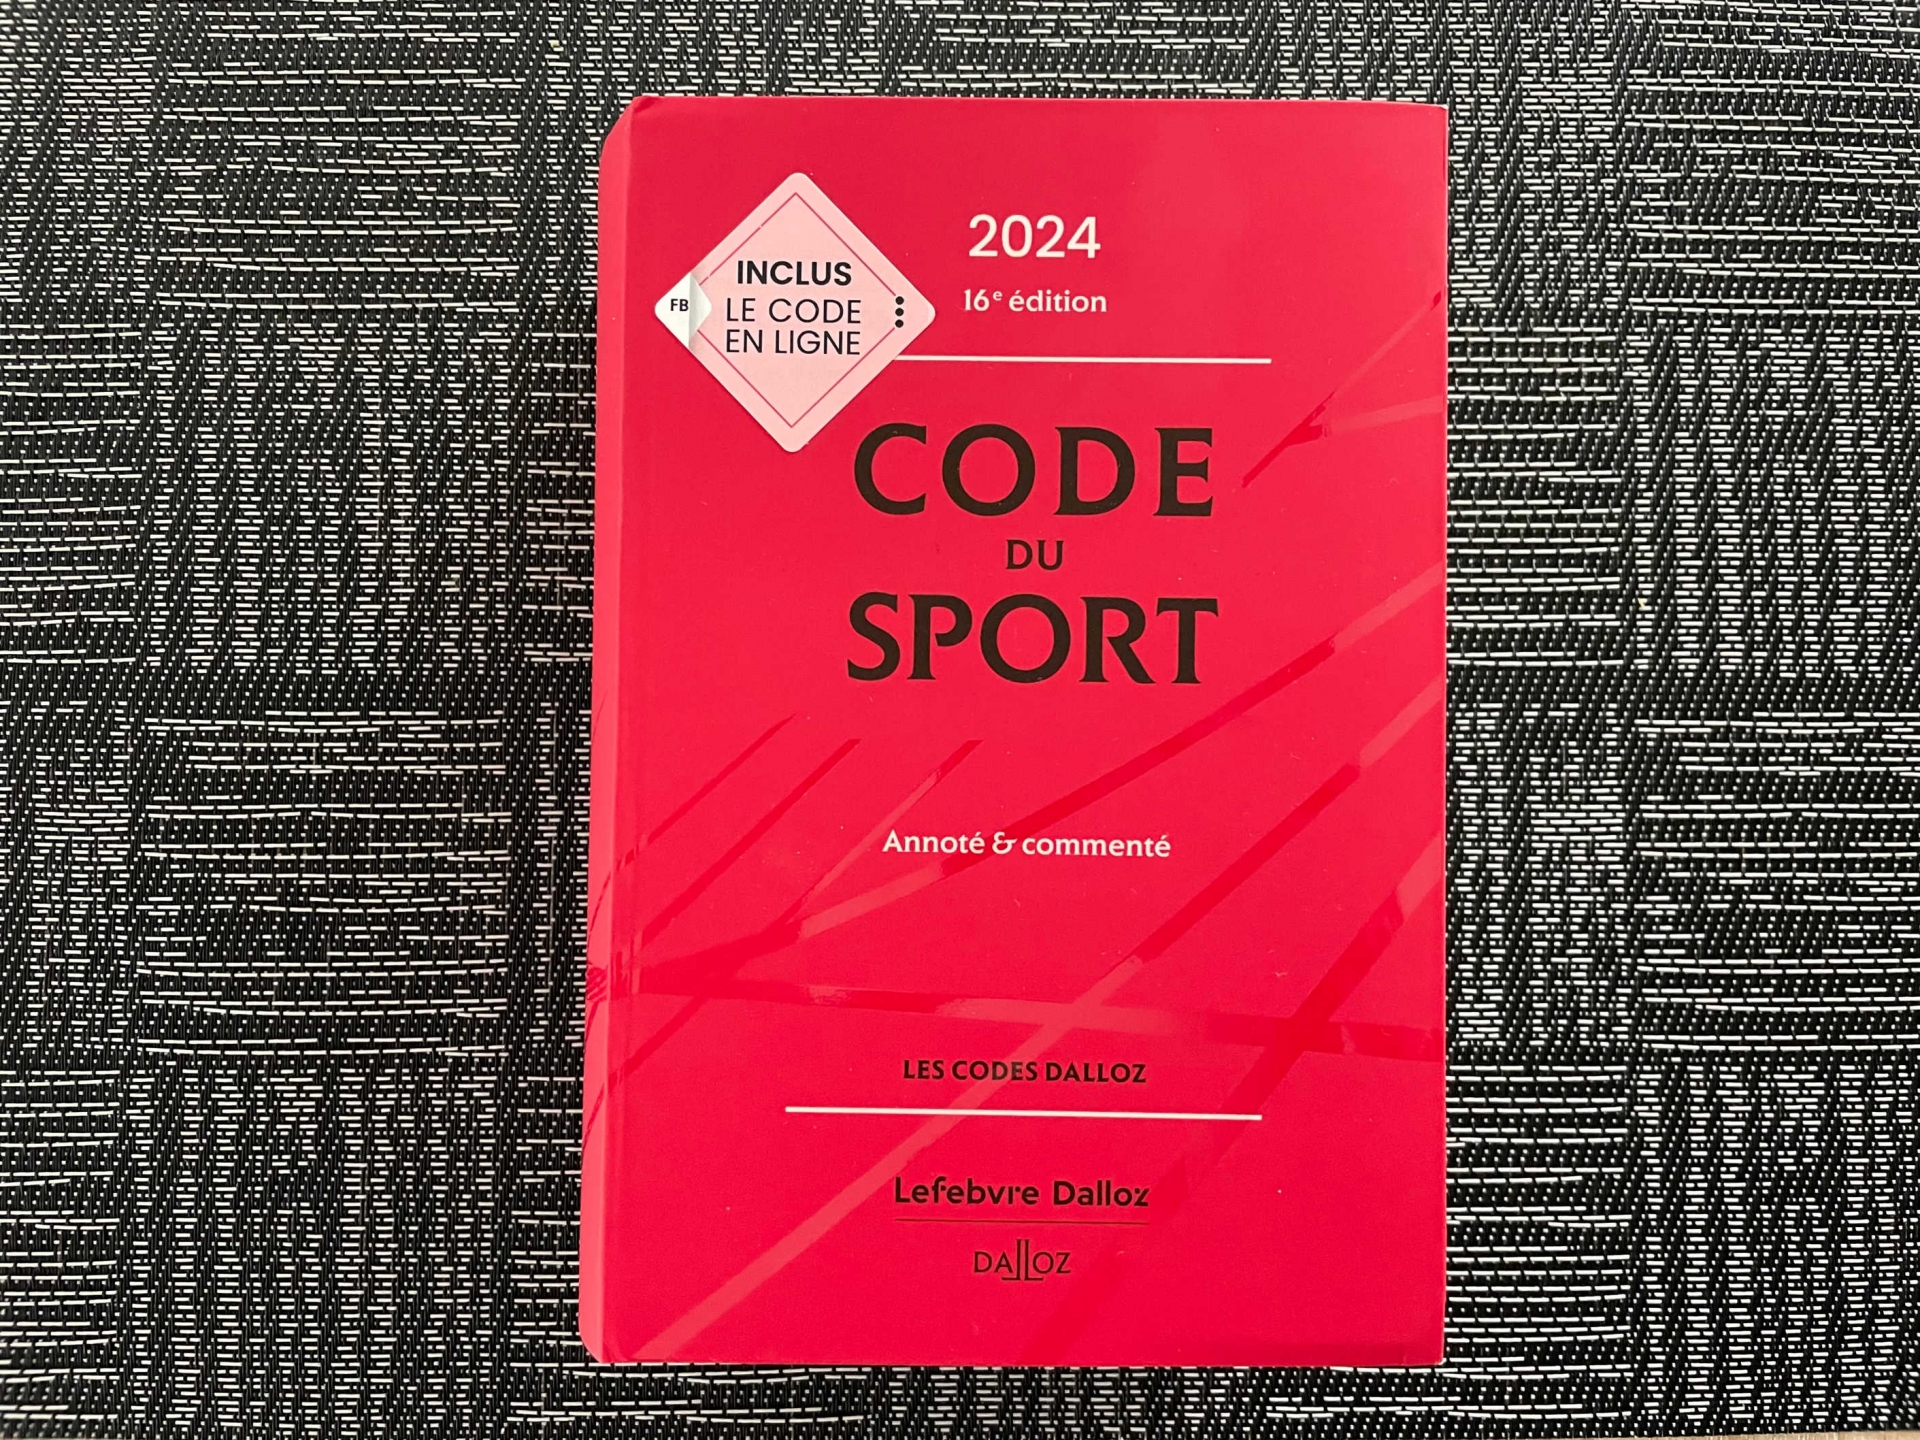 2024
16e édition
INCLUS
LE CODE
EN LIGNE
FB
CODE
DU
SPORT
Annoté & commenté
LES CODES DALLOZ
Lefebvre Dalloz
DALLOZ